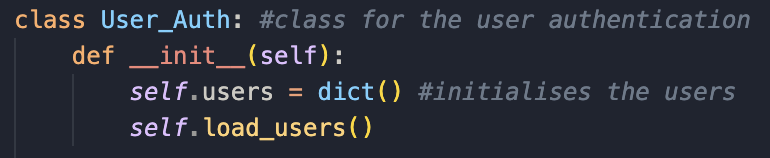 class User_Auth: #class for the user authentication
    def __init__(self):
        self.users = dict() #initialises the users
        self.load_users()